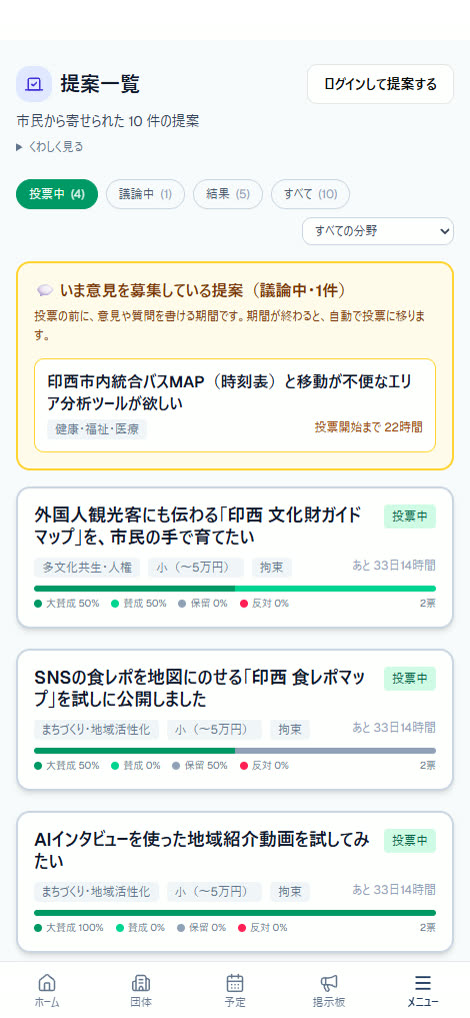 提案一覧
ログインして提案する
市民から寄せられた 10 件の提案
▶ くわしく見る
投票中 (4)
議論中 (1)
結果 (5)
すべて (10)
すべての分野
いま意見を募集している提案（議論中・1件）
投票の前に、意見や質問を書ける期間です。期間が終わると、自動で投票に移りま
す。
印西市内統合バスMAP（時刻表）と移動が不便なエリ
ア分析ツールが欲しい
健康・福祉・医療
投票開始まで 22時間
外国人観光客にも伝わる「印西 文化財ガイド
マップ」を、市民の手で育てたい
投票中
多文化共生・人権
小（〜5万円）
拘束
あと 33日14時間
大賛成 50%
賛成 50%
保留 0%
反対 0%
2票
SNSの食レポを地図にのせる「印西 食レポマッ
プ」を試しに公開しました
投票中
まちづくり・地域活性化
小（〜5万円）
拘束
あと 33日14時間
大賛成 50%
賛成 0%
保留 50%
反対 0%
2票
AIインタビューを使った地域紹介動画を試してみ
たい
投票中
まちづくり・地域活性化
小（〜5万円）
拘束
あと 33日14時間
大賛成 100%
賛成 0%
保留 0%
反対 0%
2票
ホーム
団体
予定
掲示板
メニュー